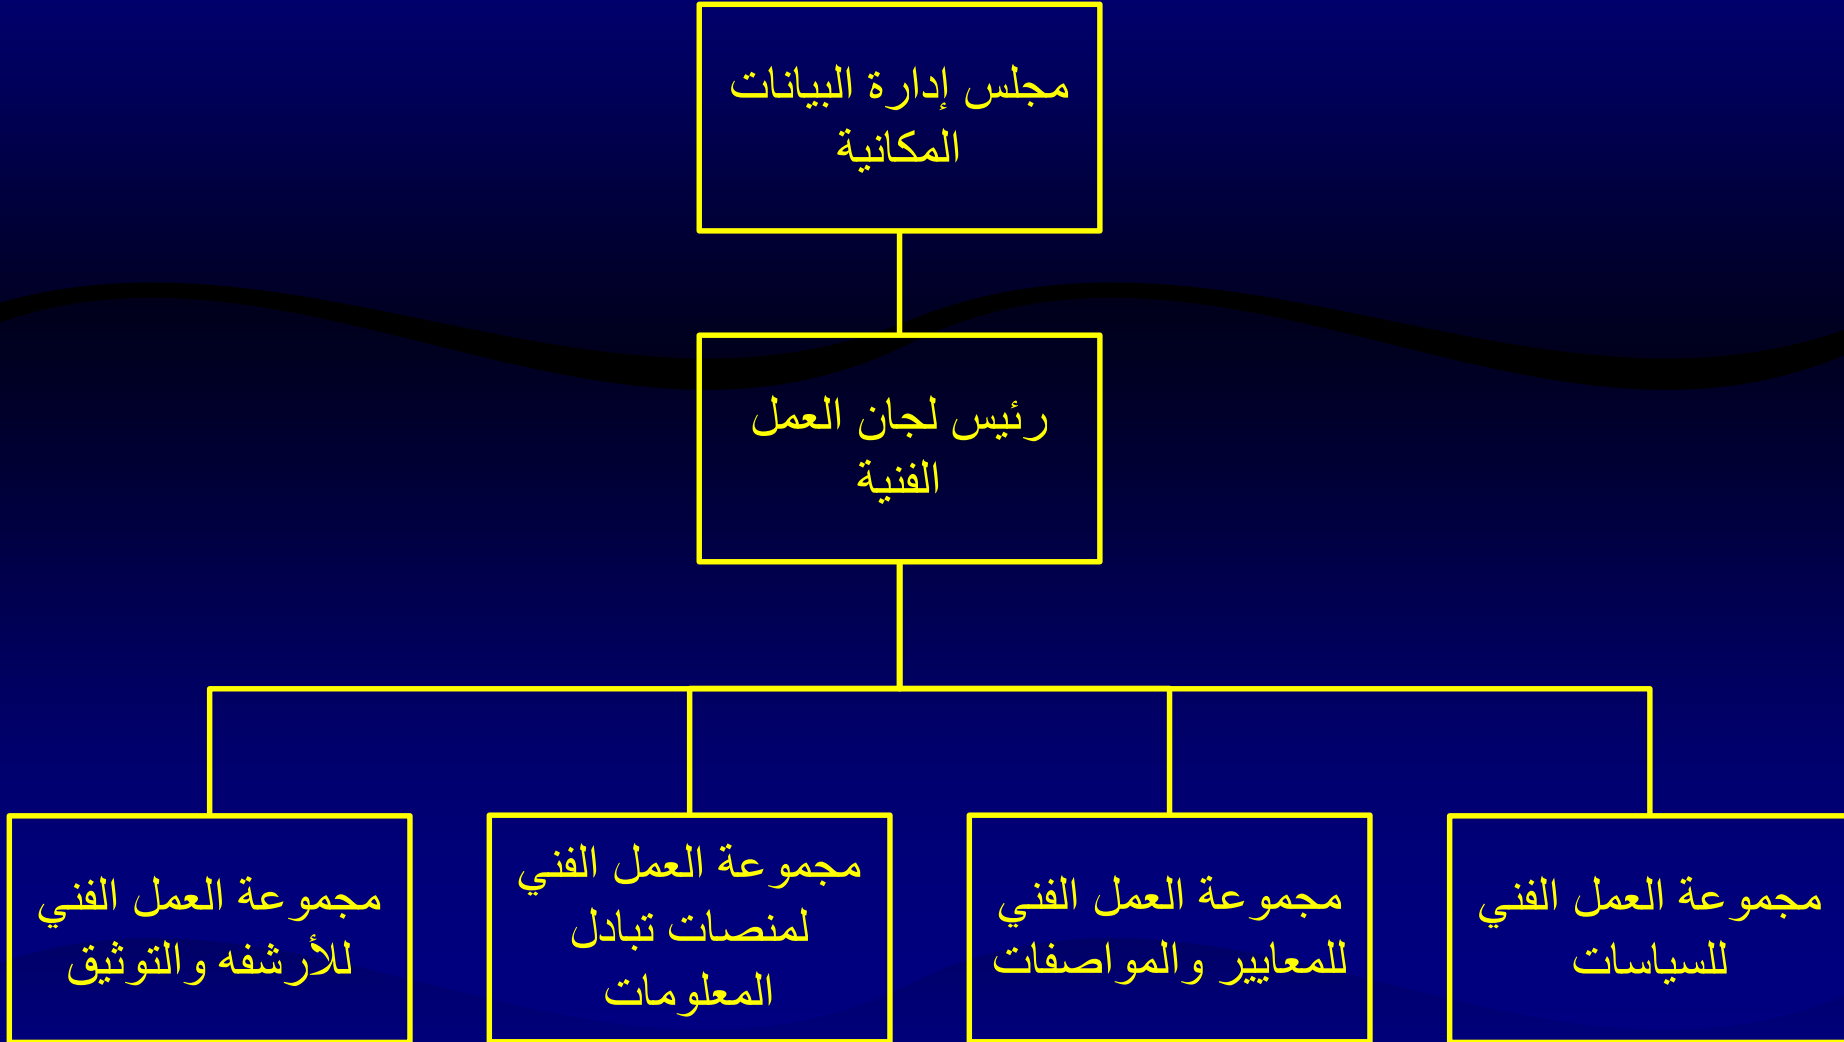 مجلس إدارة البيانات
المكانية
رئيس لجان العمل
الفنية
مجموعة العمل الفني
للسياسات
مجموعة العمل الفني
للمعايير والمواصفات
مجموعة العمل الفني
لمنصات تبادل
المعلومات
مجموعة العمل الفني
للأرشفه والتوثيق